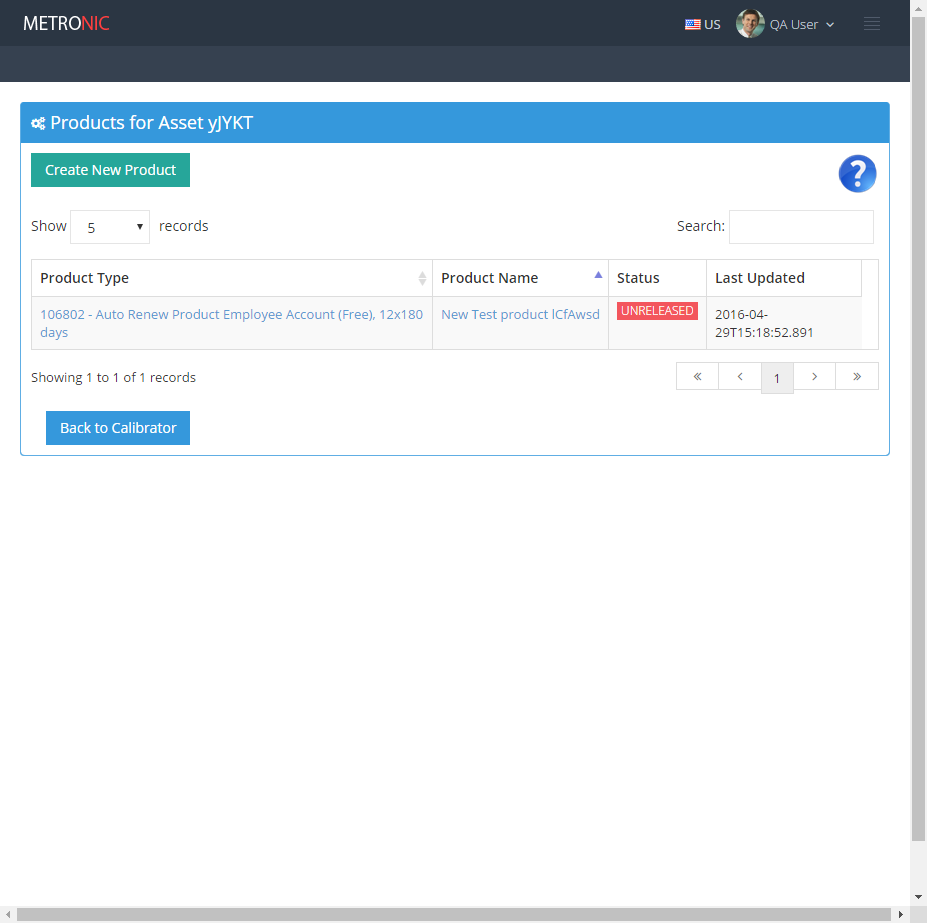 METRONIC
US QA User
Products for Asset yJYKT
Create New Product
?
Show 5 records Search:
Product Type Product Name Status Last Updated
106802 - Auto Renew Product Employee Account (Free), 12x180 New Test product lCfAwsd UNRELEASED 2016-04-
days 29T15:18:52.891
Showing 1 to 1 of 1 records « ‹ 1 › »
Back to Calibrator